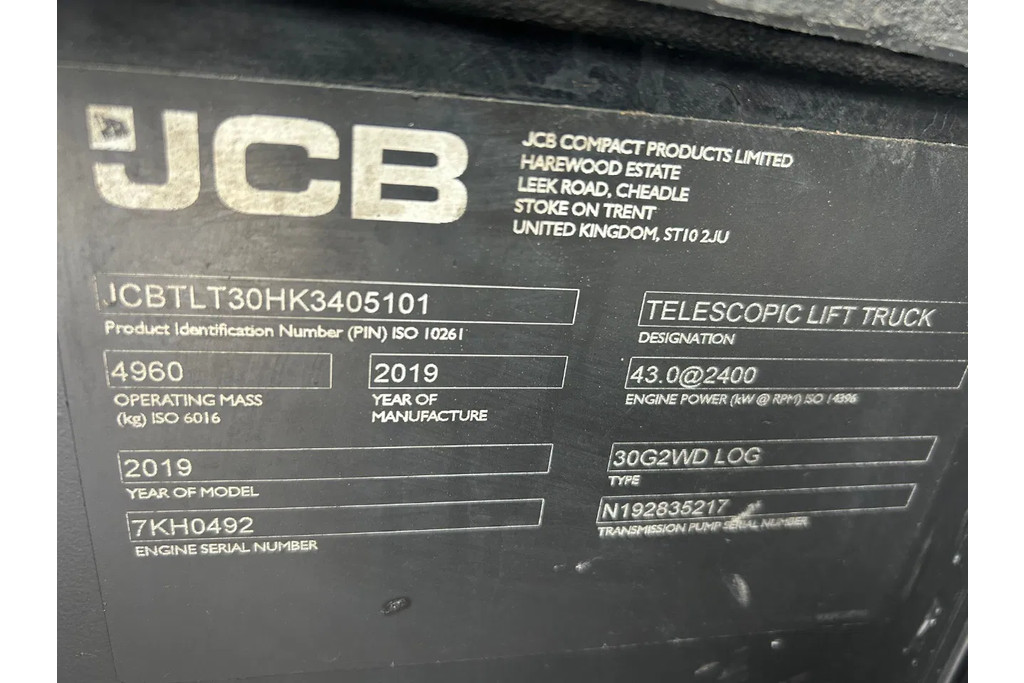 JCB
JCB COMPACT PRODUCTS LIMITED
HAREWOOD ESTATE
LEEK ROAD, CHEADLE
STOKE ON TRENT
UNITED KINGDOM, ST10 2JU
JCBTLT30HK3405101
Product Identification Number (PIN) ISO 10261
TELESCOPIC LIFT TRUCK
DESIGNATION
4960
OPERATING MASS
(kg) ISO 6016
2019
YEAR OF
MANUFACTURE
43.0@2400
ENGINE POWER (kW @ RPM) ISO 14396
2019
YEAR OF MODEL
30G2WD LOG
TYPE
7KH0492
ENGINE SERIAL NUMBER
N192835217
TRANSMISSION PUMP SERIAL NUMBER